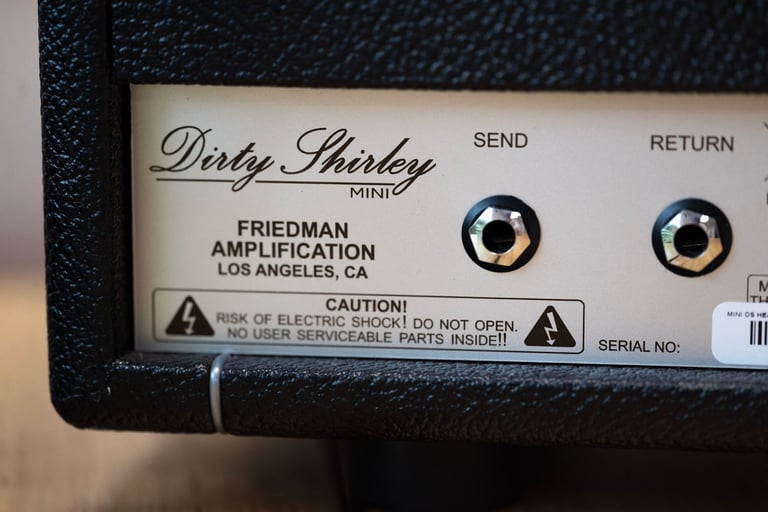 Dirty Shirley
MINI
SEND
RETURN
FRIEDMAN
AMPLIFICATION
LOS ANGELES, CA
CAUTION!
RISK OF ELECTRIC SHOCK! DO NOT OPEN.
NO USER SERVICEABLE PARTS INSIDE!!
SERIAL NO:
MINI DS